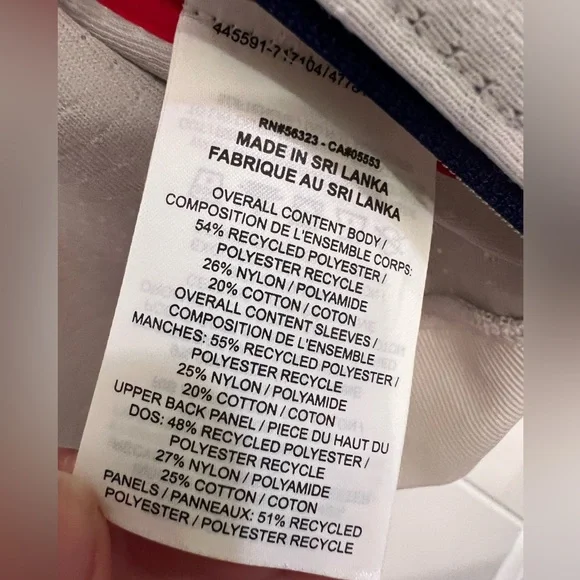 RN#56323 - CA#05553
MADE IN SRI LANKA
FABRIQUE AU SRI LANKA
OVERALL CONTENT BODY /
COMPOSITION DE L'ENSEMBLE CORPS:
54% RECYCLED POLYESTER /
POLYESTER RECYCLE
26% NYLON / POLYAMIDE
20% COTTON / COTON
OVERALL CONTENT SLEEVES /
COMPOSITION DE L'ENSEMBLE
MANCHES: 55% RECYCLED POLYESTER /
POLYESTER RECYCLE
25% NYLON / POLYAMIDE
20% COTTON / COTON
UPPER BACK PANEL / PIECE DU HAUT DU
DOS: 48% RECYCLED POLYESTER /
POLYESTER RECYCLE
27% NYLON / POLYAMIDE
25% COTTON / COTON
PANELS / PANNEAUX: 51% RECYCLED
POLYESTER / POLYESTER RECYCLE